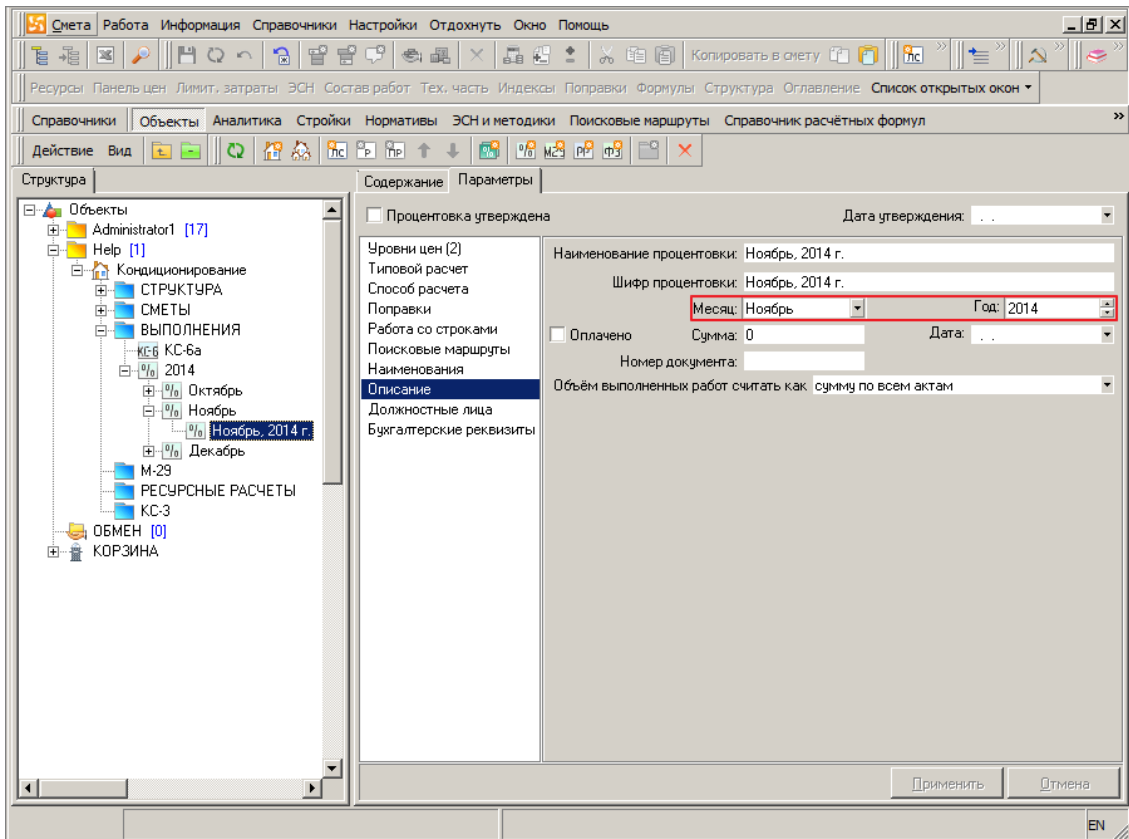 Смета Работа Информация Справочники Настройки Отдохнуть Окно Помощь
Копировать в смету
Ресурсы Панель цен Лимит. затраты ЭСН Состав работ Тех. часть Индексы Поправки Формулы Структура Оглавление Список открытых окон
Справочники Объекты Аналитика Стройки Нормативы ЭСН и методики Поисковые маршруты Справочник расчётных формул
Действие Вид
Структура
Содержание Параметры
Объекты
Administrator1 [17]
Help [1]
Кондиционирование
СТРУКТУРА
СМЕТЫ
ВЫПОЛНЕНИЯ
КС-6 КС-6а
% 2014
% Октябрь
% Ноябрь
% Ноябрь, 2014 г.
% Декабрь
М-29
РЕСУРСНЫЕ РАСЧЕТЫ
КС-3
ОБМЕН [0]
КОРЗИНА
Процентовка утверждена Дата утверждения: . .
Уровни цен (2)
Типовой расчет
Способ расчета
Поправки
Работа со строками
Поисковые маршруты
Наименования
Описание
Должностные лица
Бухгалтерские реквизиты
Наименование процентовки: Ноябрь, 2014 г.
Шифр процентовки: Ноябрь, 2014 г.
Месяц: Ноябрь Год: 2014
Оплачено Сумма: 0 Дата: . .
Номер документа:
Объём выполненных работ считать как сумму по всем актам
Применить Отмена
EN